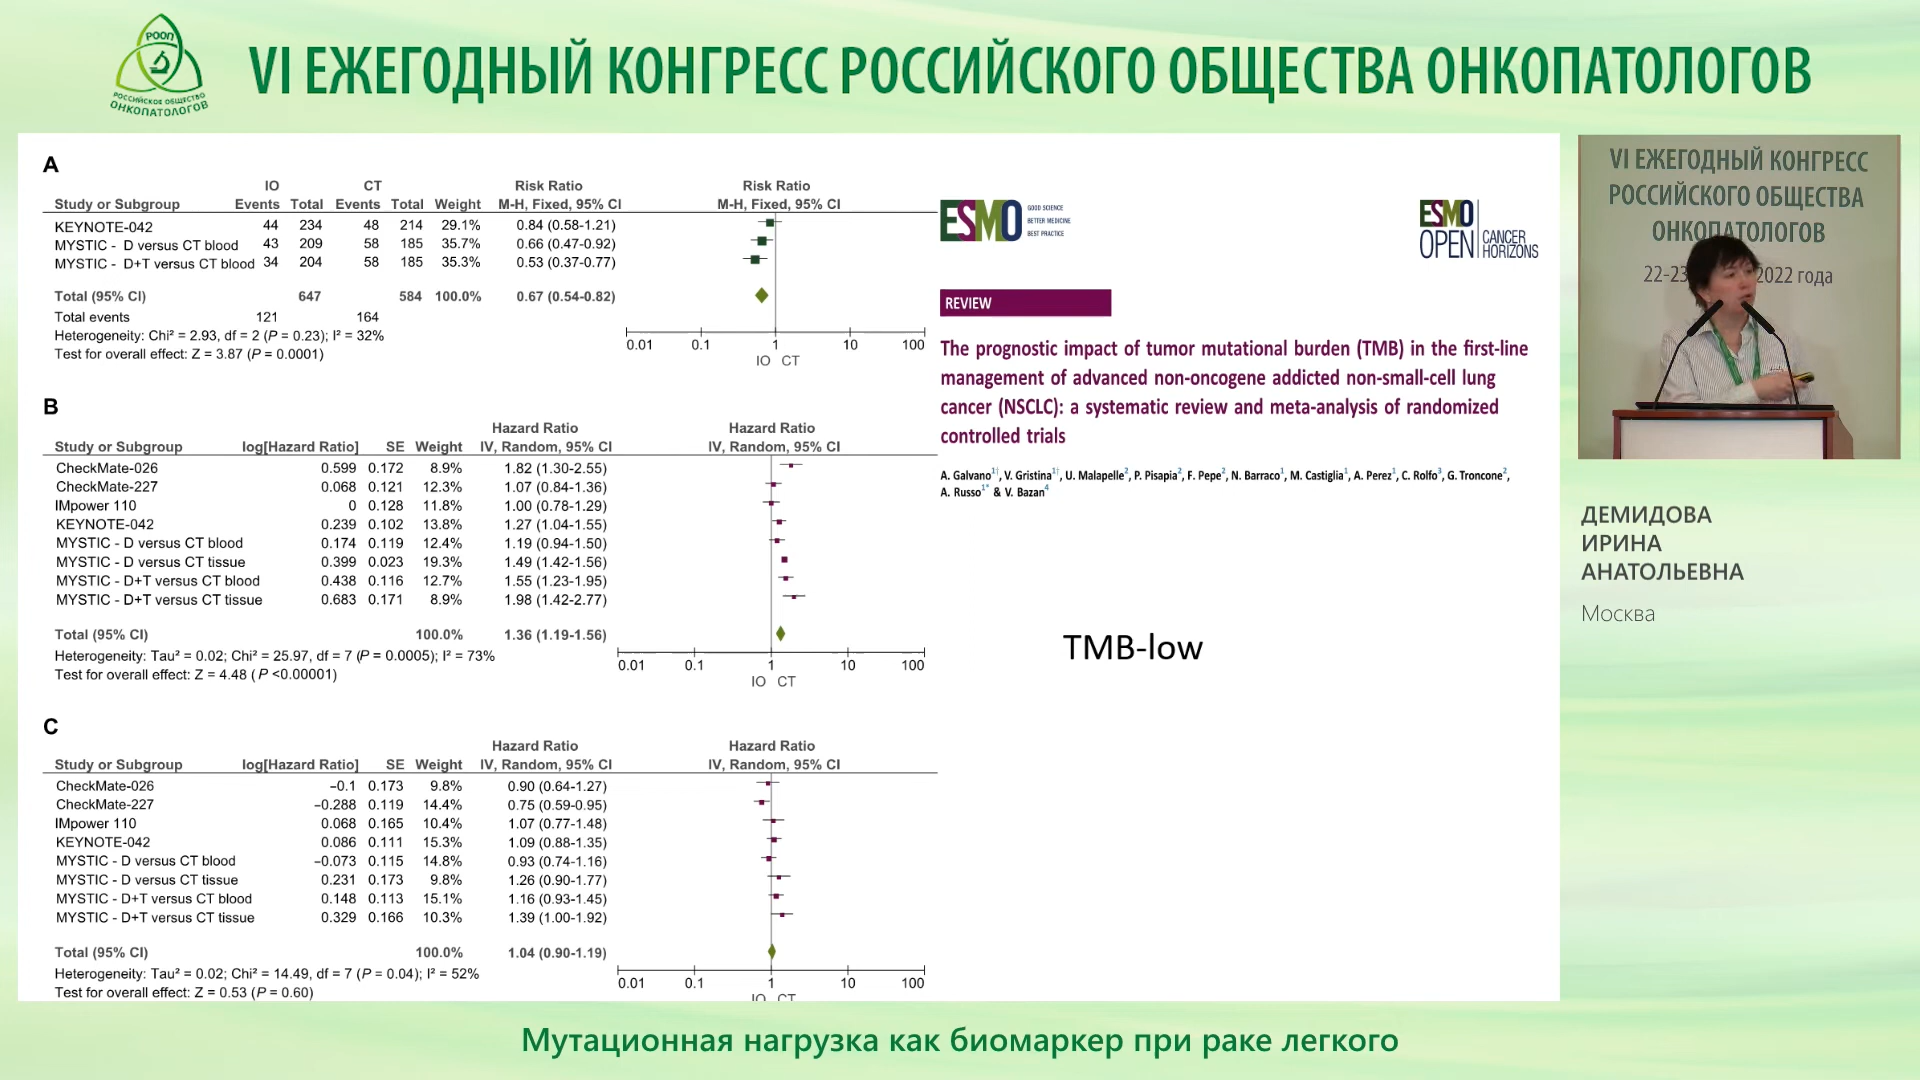 РООП
РОССИЙСКОЕ ОБЩЕСТВО
ОНКОПАТОЛОГОВ
VI ЕЖЕГОДНЫЙ КОНГРЕСС РОССИЙСКОГО ОБЩЕСТВА ОНКОПАТОЛОГОВ
A
IO CT Risk Ratio Risk Ratio
Study or Subgroup Events Total Events Total Weight M-H, Fixed, 95% CI M-H, Fixed, 95% CI
KEYNOTE-042 44 234 48 214 29.1% 0.84 (0.58-1.21)
MYSTIC - D versus CT blood 43 209 58 185 35.7% 0.66 (0.47-0.92)
MYSTIC - D+T versus CT blood 34 204 58 185 35.3% 0.53 (0.37-0.77)
Total (95% CI) 647 584 100.0% 0.67 (0.54-0.82)
Total events 121 164
Heterogeneity: Chi² = 2.93, df = 2 (P = 0.23); I² = 32%
Test for overall effect: Z = 3.87 (P = 0.0001)
0.01 0.1 1 10 100
IO CT
B
Hazard Ratio Hazard Ratio
Study or Subgroup log[Hazard Ratio] SE Weight IV, Random, 95% CI IV, Random, 95% CI
CheckMate-026 0.599 0.172 8.9% 1.82 (1.30-2.55)
CheckMate-227 0.068 0.121 12.3% 1.07 (0.84-1.36)
IMpower 110 0 0.128 11.8% 1.00 (0.78-1.29)
KEYNOTE-042 0.239 0.102 13.8% 1.27 (1.04-1.55)
MYSTIC - D versus CT blood 0.174 0.119 12.4% 1.19 (0.94-1.50)
MYSTIC - D versus CT tissue 0.399 0.023 19.3% 1.49 (1.42-1.56)
MYSTIC - D+T versus CT blood 0.438 0.116 12.7% 1.55 (1.23-1.95)
MYSTIC - D+T versus CT tissue 0.683 0.171 8.9% 1.98 (1.42-2.77)
Total (95% CI) 100.0% 1.36 (1.19-1.56)
Heterogeneity: Tau² = 0.02; Chi² = 25.97, df = 7 (P = 0.0005); I² = 73%
Test for overall effect: Z = 4.48 ( P <0.00001)
0.01 0.1 1 10 100
IO CT
C
Hazard Ratio Hazard Ratio
Study or Subgroup log[Hazard Ratio] SE Weight IV, Random, 95% CI IV, Random, 95% CI
CheckMate-026 −0.1 0.173 9.8% 0.90 (0.64-1.27)
CheckMate-227 −0.288 0.119 14.4% 0.75 (0.59-0.95)
IMpower 110 0.068 0.165 10.4% 1.07 (0.77-1.48)
KEYNOTE-042 0.086 0.111 15.3% 1.09 (0.88-1.35)
MYSTIC - D versus CT blood −0.073 0.115 14.8% 0.93 (0.74-1.16)
MYSTIC - D versus CT tissue 0.231 0.173 9.8% 1.26 (0.90-1.77)
MYSTIC - D+T versus CT blood 0.148 0.113 15.1% 1.16 (0.93-1.45)
MYSTIC - D+T versus CT tissue 0.329 0.166 10.3% 1.39 (1.00-1.92)
Total (95% CI) 100.0% 1.04 (0.90-1.19)
Heterogeneity: Tau² = 0.02; Chi² = 14.49, df = 7 (P = 0.04); I² = 52%
Test for overall effect: Z = 0.53 (P = 0.60)
0.01 0.1 1 10 100
IO CT
ESMO
GOOD SCIENCE
BETTER MEDICINE
BEST PRACTICE
ESMO
OPEN
CANCER
HORIZONS
REVIEW
The prognostic impact of tumor mutational burden (TMB) in the first-line
management of advanced non-oncogene addicted non-small-cell lung
cancer (NSCLC): a systematic review and meta-analysis of randomized
controlled trials
A. Galvano1†, V. Gristina1†, U. Malapelle2, P. Pisapia2, F. Pepe2, N. Barraco1, M. Castiglia1, A. Perez1, C. Rolfo3, G. Troncone2,
A. Russo1* & V. Bazan4
TMB-low
VI ЕЖЕГОДНЫЙ КОНГРЕСС
РОССИЙСКОГО ОБЩЕСТВА
ОНКОПАТОЛОГОВ
22-23 2022 года
ДЕМИДОВА
ИРИНА
АНАТОЛЬЕВНА
Москва
Мутационная нагрузка как биомаркер при раке легкого